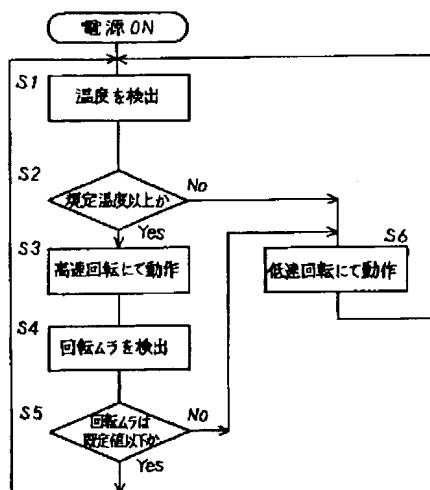 電源ON
S1
温度を検出
S2
規定温度以上か
No
Yes
S3
高速回転にて動作
S6
低速回転にて動作
S4
回転ムラを検出
S5
回転ムラは
既定値以下か
No
Yes